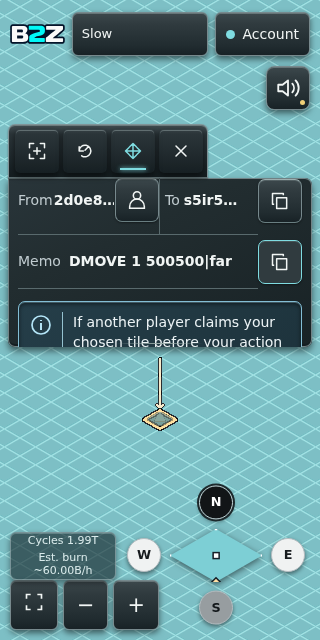 B2Z
Slow
Account
From 2d0e8... To s5ir5...
Memo DMOVE 1 500500|far
If another player claims your
chosen tile before your action
N
W
E
S
Cycles 1.99T
Est. burn
~60.00B/h